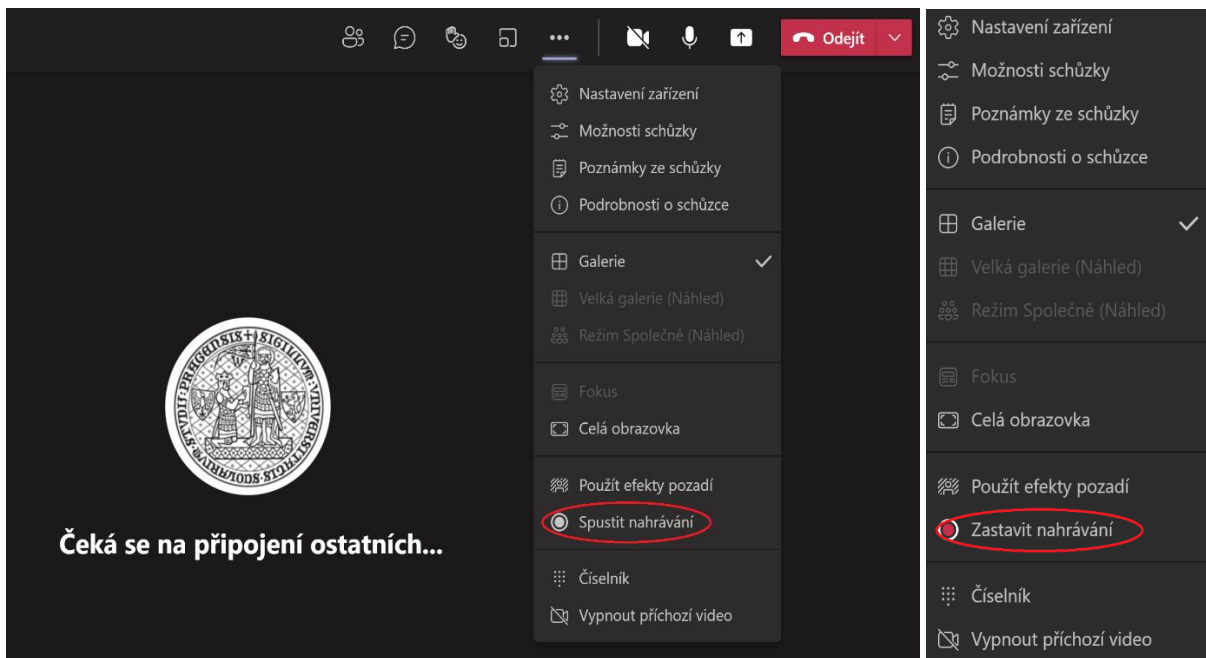 Odejít
Nastavení zařízení
Možnosti schůzky
Poznámky ze schůzky
Podrobnosti o schůzce
Galerie
Velká galerie (Náhled)
Režim Společně (Náhled)
Fokus
Celá obrazovka
Použít efekty pozadí
Spustit nahrávání
Číselník
Vypnout příchozí video
Čeká se na připojení ostatních...
Nastavení zařízení
Možnosti schůzky
Poznámky ze schůzky
Podrobnosti o schůzce
Galerie
Velká galerie (Náhled)
Režim Společně (Náhled)
Fokus
Celá obrazovka
Použít efekty pozadí
Zastavit nahrávání
Číselník
Vypnout příchozí video